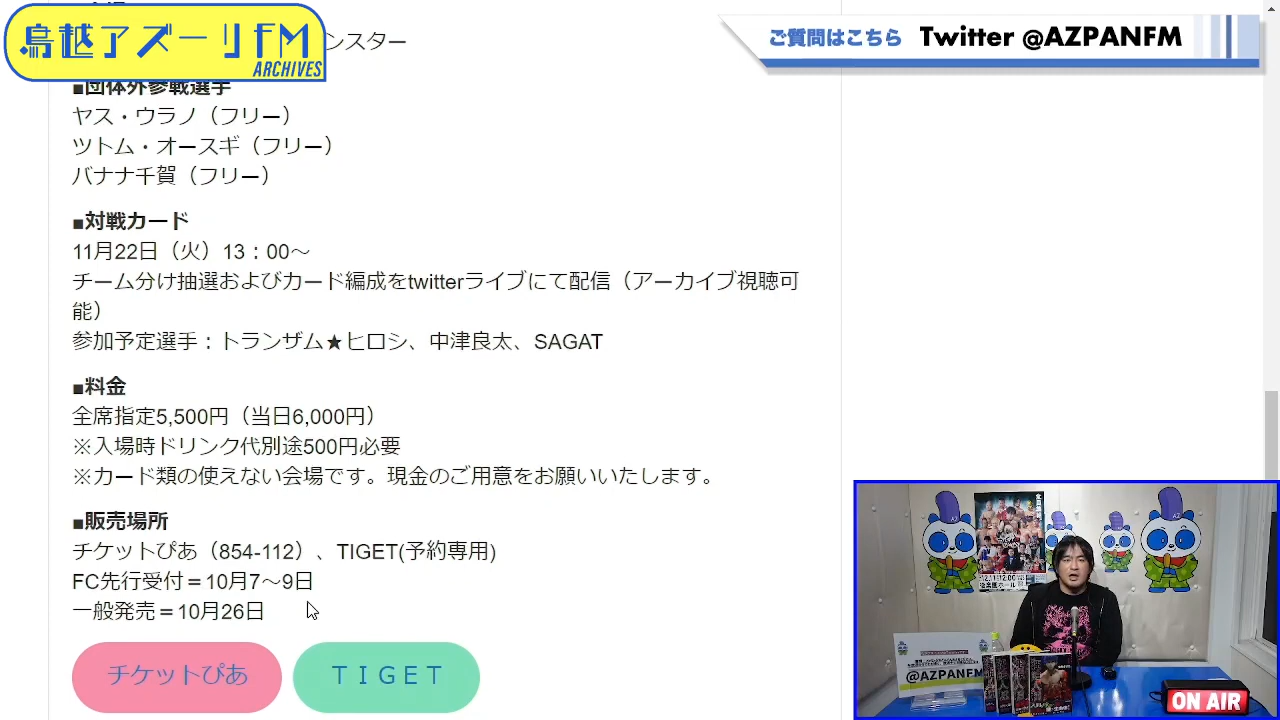 鳥越アズーリFM
ARCHIVES
ンスター
ご質問はこちら Twitter @AZPANFM
■団体外参戦選手
ヤス・ウラノ（フリー）
ツトム・オースギ（フリー）
バナナ千賀（フリー）
■対戦カード
11月22日（火）13：00～
チーム分け抽選およびカード編成をtwitterライブにて配信（アーカイブ視聴可
能）
参加予定選手：トランザム★ヒロシ、中津良太、SAGAT
■料金
全席指定5,500円（当日6,000円）
※入場時ドリンク代別途500円必要
※カード類の使えない会場です。現金のご用意をお願いいたします。
■販売場所
チケットぴあ（854-112）、TIGET(予約専用)
FC先行受付＝10月7～9日
一般発売＝10月26日
チケットぴあ
ＴＩＧＥＴ
@AZPANFM
ON AIR